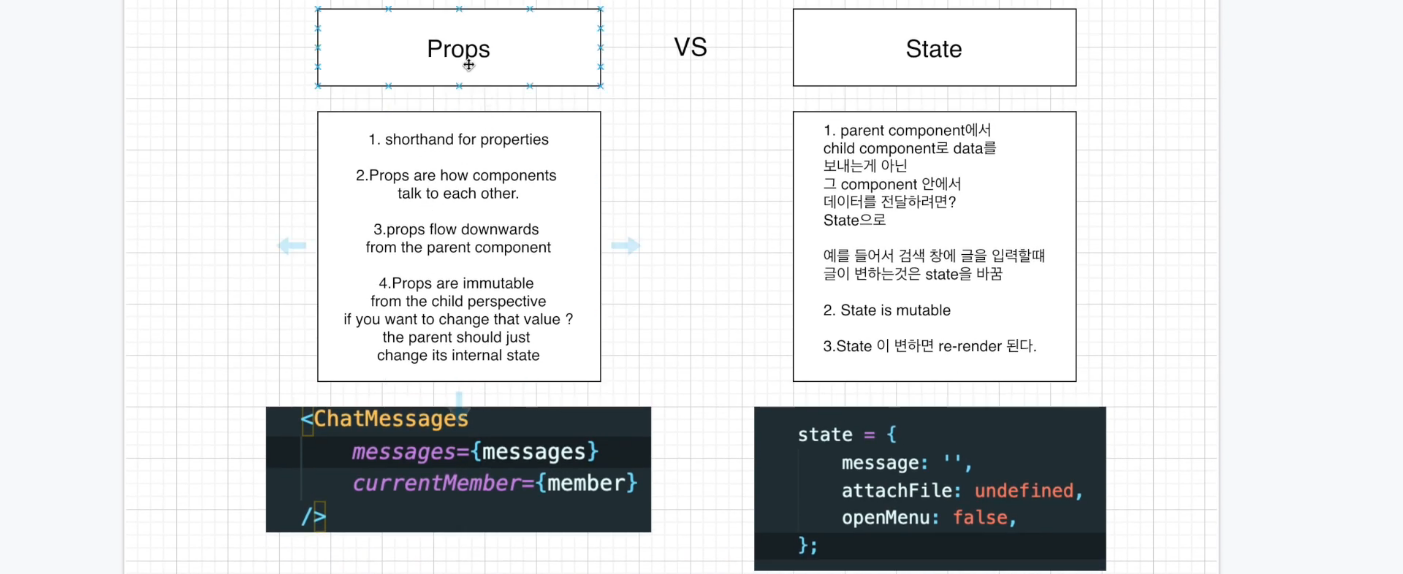 Props
VS
State
1. shorthand for properties
2.Props are how components
talk to each other.
3.props flow downwards
from the parent component
4.Props are immutable
from the child perspective
if you want to change that value ?
the parent should just
change its internal state
1. parent component에서
child component로 data를
보내는게 아닌
그 component 안에서
데이터를 전달하려면?
State으로
예를 들어서 검색 창에 글을 입력할떄
글이 변하는것은 state을 바꿈
2. State is mutable
3.State 이 변하면 re-render 된다.
<ChatMessages
messages={messages}
currentMember={member}
/>
state = {
message: '',
attachFile: undefined,
openMenu: false,
};